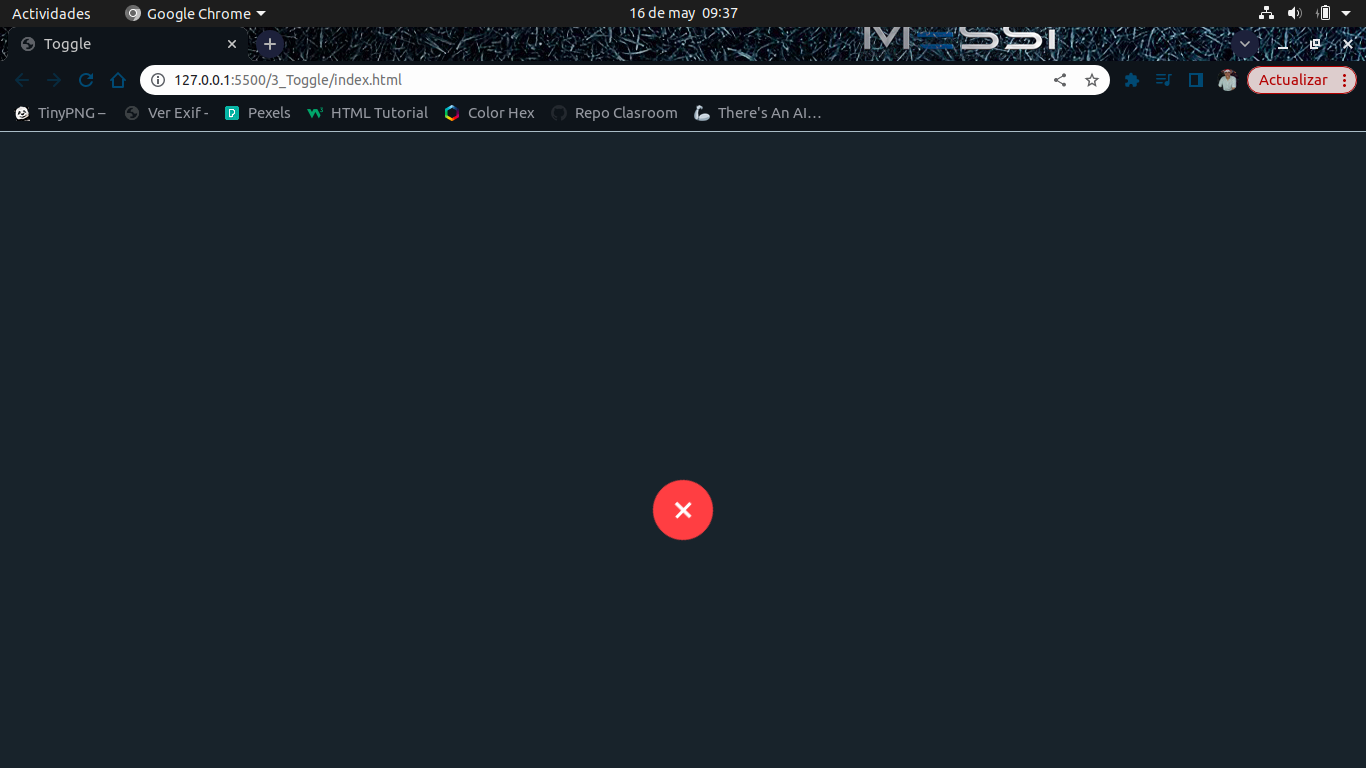 Actividades Google Chrome 16 de may 09:37
Toggle MESSI
127.0.0.1:5500/3_Toggle/index.html Actualizar
TinyPNG – Ver Exif - Pexels HTML Tutorial Color Hex Repo Clasroom There's An AI…